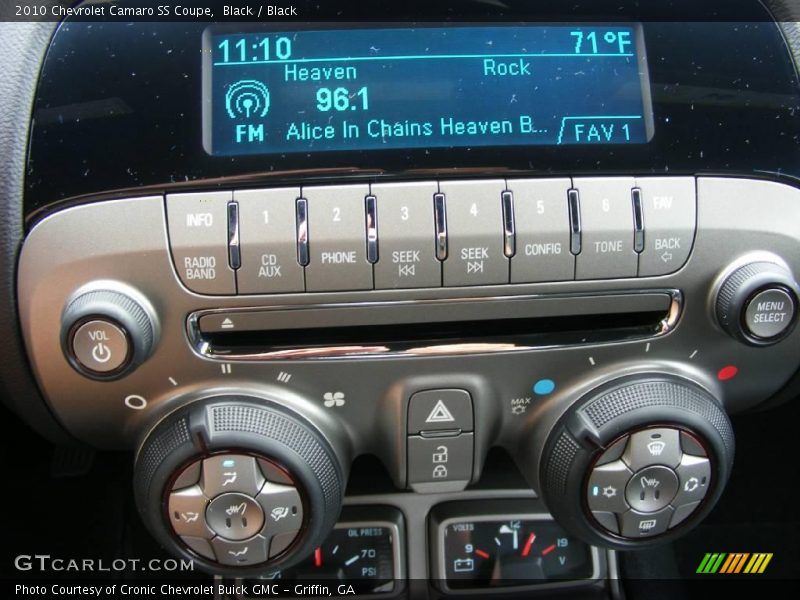 2010 Chevrolet Camaro SS Coupe, Black / Black
11:10 71°F
Heaven Rock
96.1
FM Alice In Chains Heaven B... FAV 1
INFO 1 2 3 4 5 6 FAV
RADIO BAND CD AUX PHONE SEEK SEEK CONFIG TONE BACK
VOL
MENU SELECT
MAX
OIL PRESS
70
PSI
VOLTS
9 12 19
V
GTCARLOT.COM
Photo Courtesy of Cronic Chevrolet Buick GMC - Griffin, GA